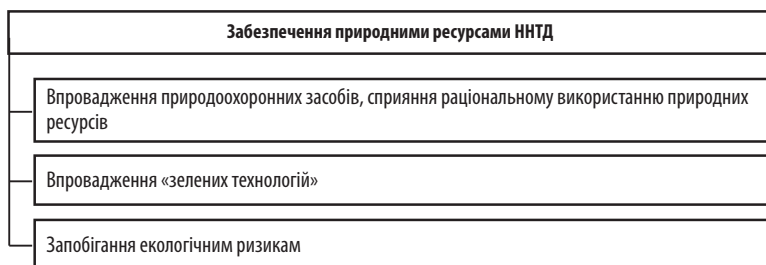 Забезпечення природними ресурсами ННТД
Впровадження природоохоронних засобів, сприяння раціональному використанню природних
ресурсів
Впровадження «зелених технологій»
Запобігання екологічним ризикам